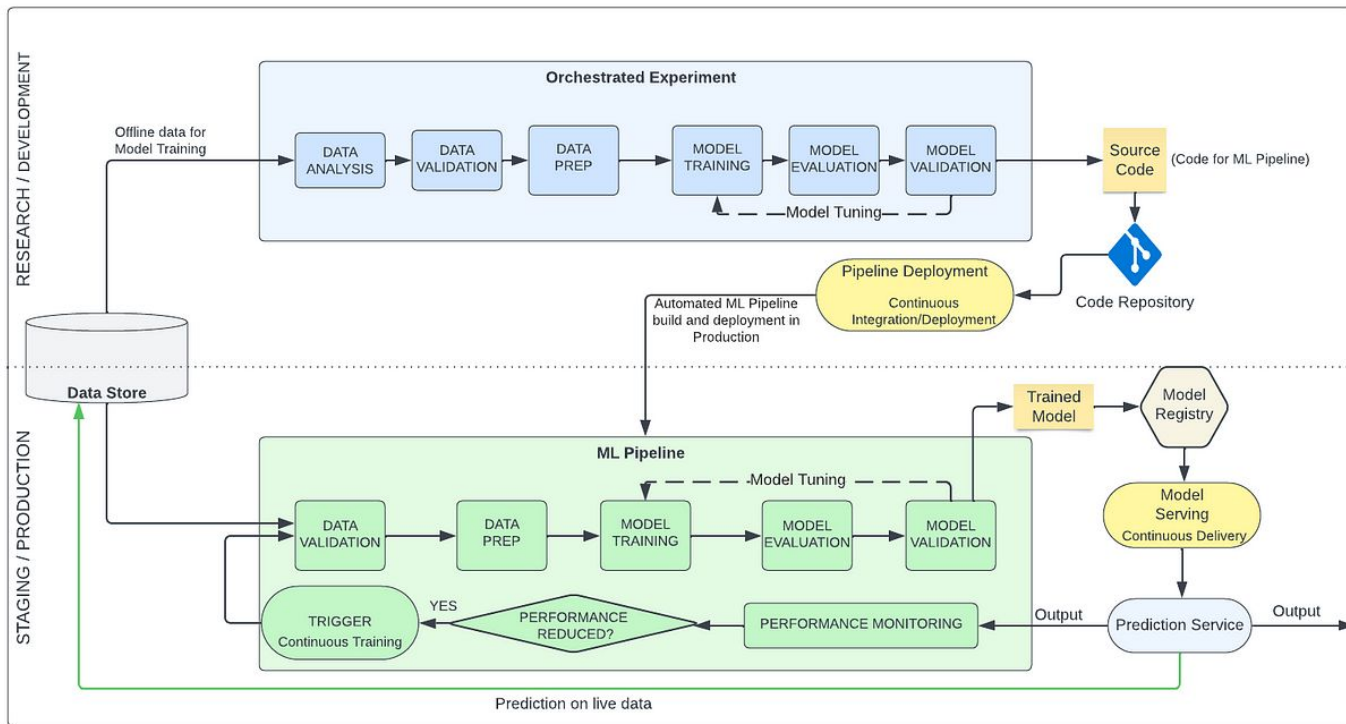 RESEARCH / DEVELOPMENT
Orchestrated Experiment
Offline data for
Model Training
DATA
ANALYSIS
DATA
VALIDATION
DATA
PREP
MODEL
TRAINING
MODEL
EVALUATION
MODEL
VALIDATION
Model Tuning
Source
Code
(Code for ML Pipeline)
Code Repository
Pipeline Deployment
Continuous
Integration/Deployment
Automated ML Pipeline
build and deployment in
Production
Data Store
STAGING / PRODUCTION
ML Pipeline
Model Tuning
DATA
VALIDATION
DATA
PREP
MODEL
TRAINING
MODEL
EVALUATION
MODEL
VALIDATION
Trained
Model
Model
Registry
Model
Serving
Continuous Delivery
Prediction Service
Output
Output
PERFORMANCE MONITORING
PERFORMANCE
REDUCED?
YES
TRIGGER
Continuous Training
Prediction on live data